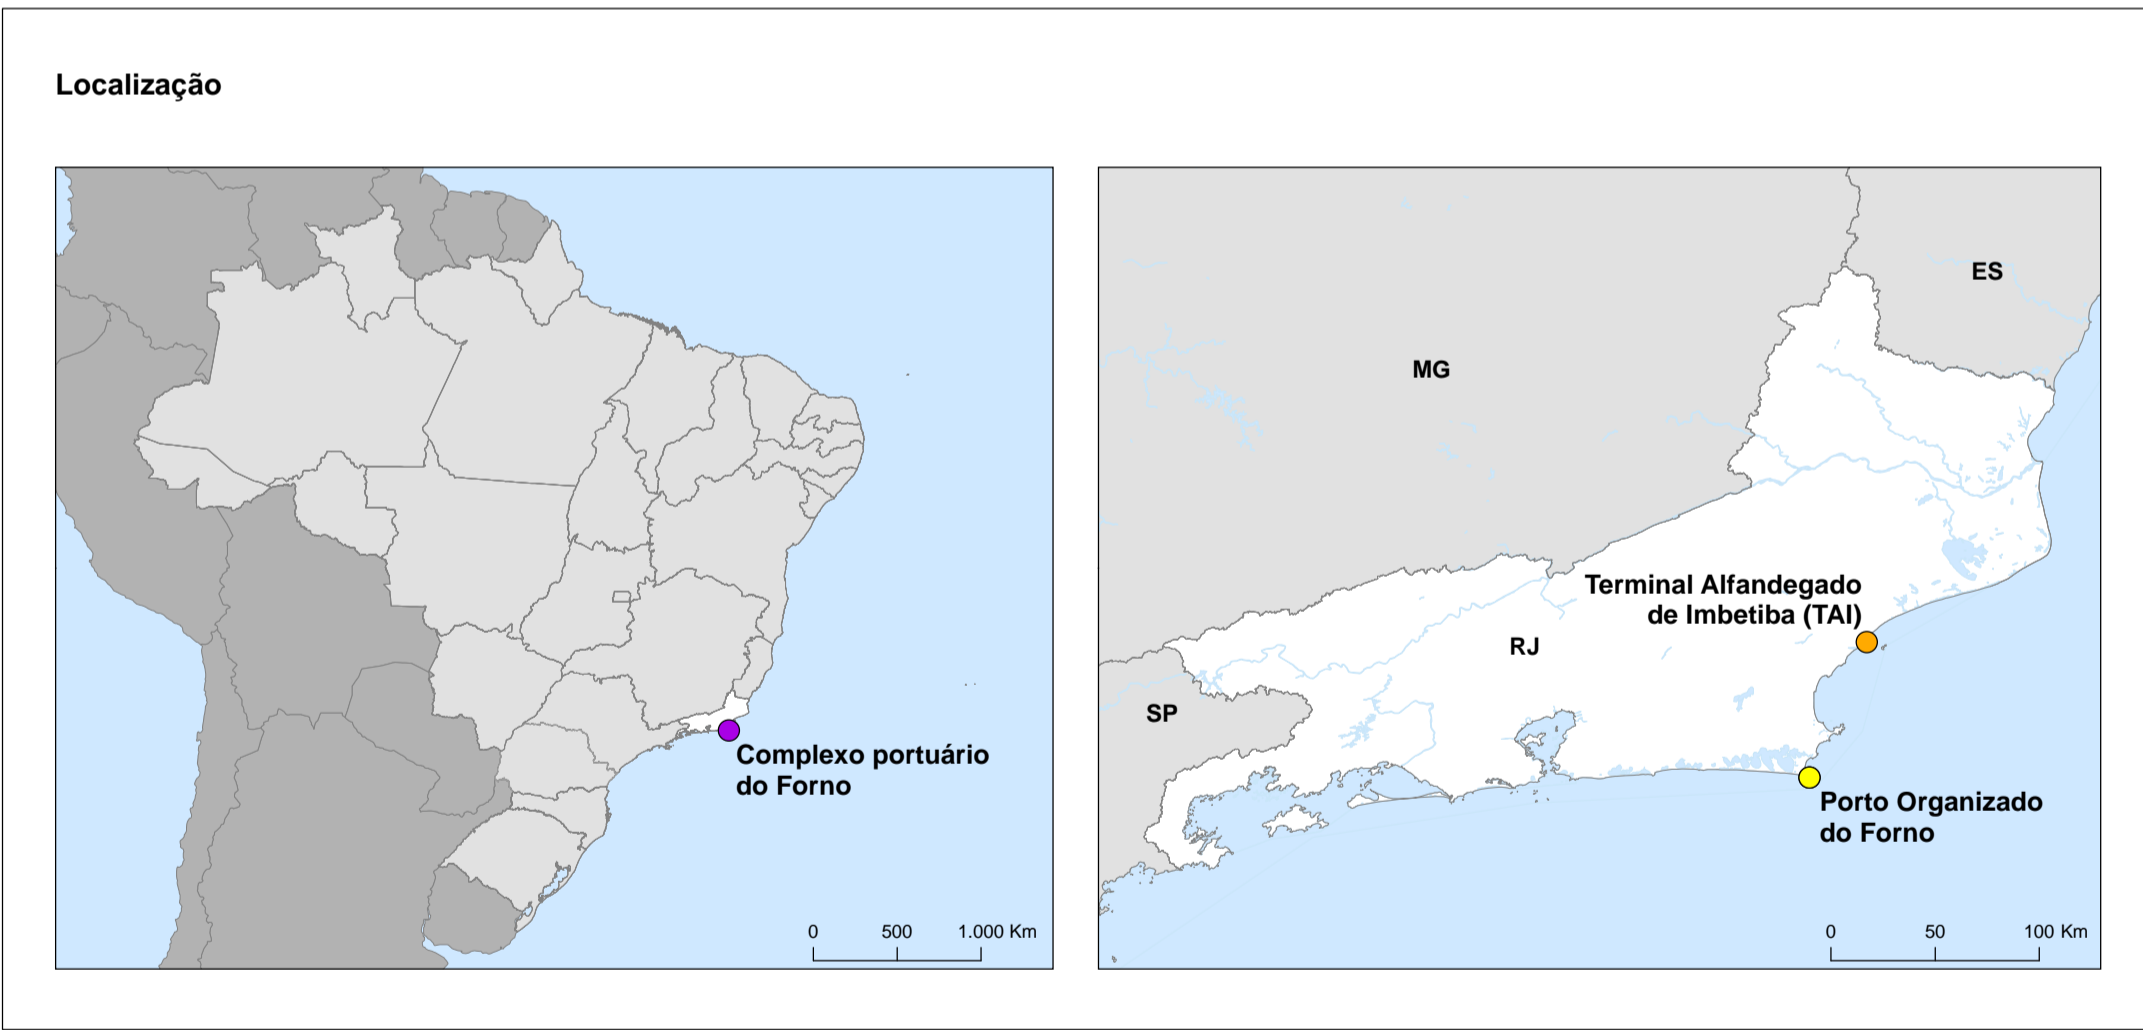 Localização
Complexo portuário
do Forno
0 500 1.000 Km
MG
ES
Terminal Alfandegado
de Imbetiba (TAI)
RJ
SP
Porto Organizado
do Forno
0 50 100 Km